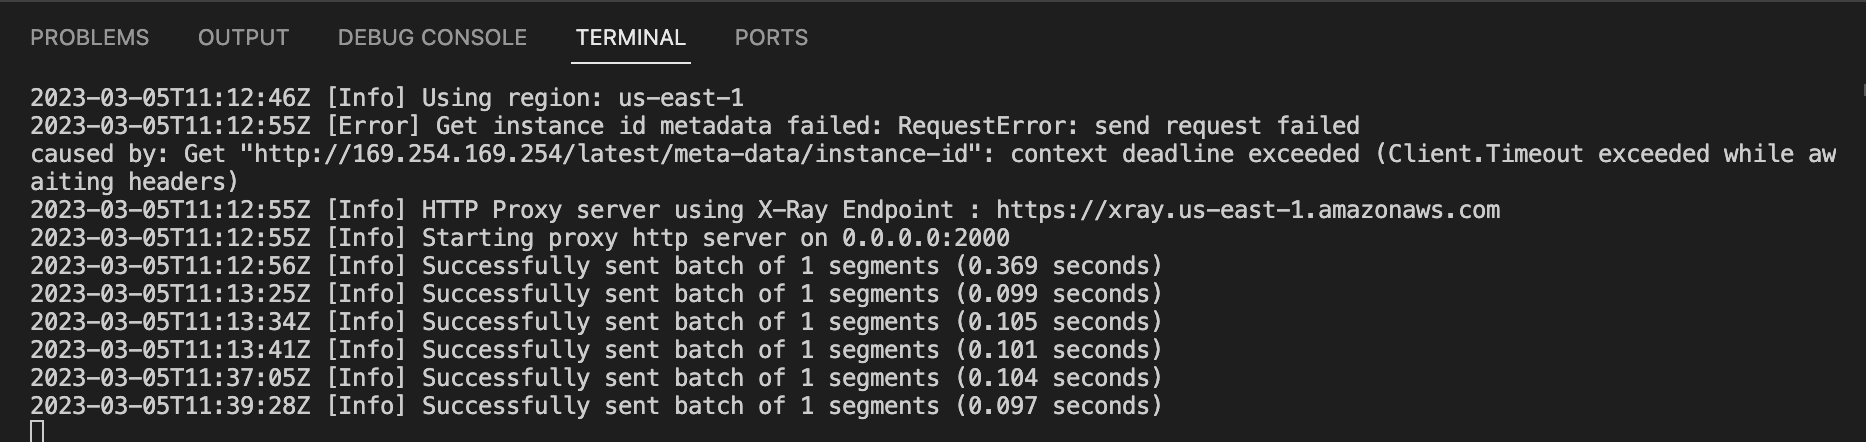 PROBLEMS OUTPUT DEBUG CONSOLE TERMINAL PORTS
2023-03-05T11:12:46Z [Info] Using region: us-east-1
2023-03-05T11:12:55Z [Error] Get instance id metadata failed: RequestError: send request failed
caused by: Get "http://169.254.169.254/latest/meta-data/instance-id": context deadline exceeded (Client.Timeout exceeded while aw
aiting headers)
2023-03-05T11:12:55Z [Info] HTTP Proxy server using X-Ray Endpoint : https://xray.us-east-1.amazonaws.com
2023-03-05T11:12:55Z [Info] Starting proxy http server on 0.0.0.0:2000
2023-03-05T11:12:56Z [Info] Successfully sent batch of 1 segments (0.369 seconds)
2023-03-05T11:13:25Z [Info] Successfully sent batch of 1 segments (0.099 seconds)
2023-03-05T11:13:34Z [Info] Successfully sent batch of 1 segments (0.105 seconds)
2023-03-05T11:13:41Z [Info] Successfully sent batch of 1 segments (0.101 seconds)
2023-03-05T11:37:05Z [Info] Successfully sent batch of 1 segments (0.104 seconds)
2023-03-05T11:39:28Z [Info] Successfully sent batch of 1 segments (0.097 seconds)